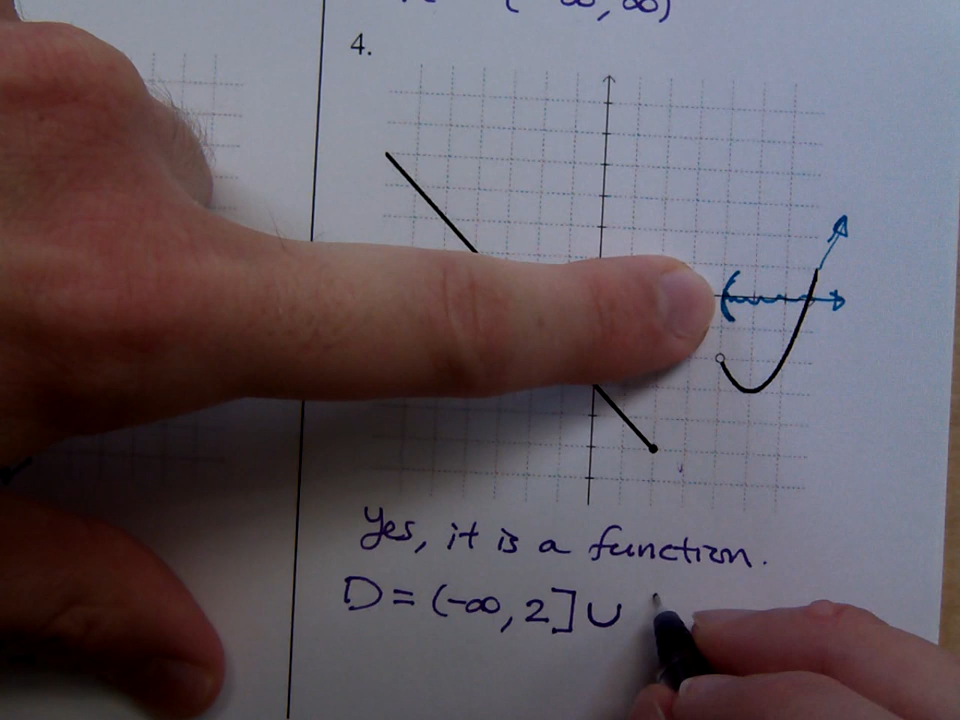 (-∞, ∞)
4.
Yes, it is a function.
D = (-∞, 2] ∪